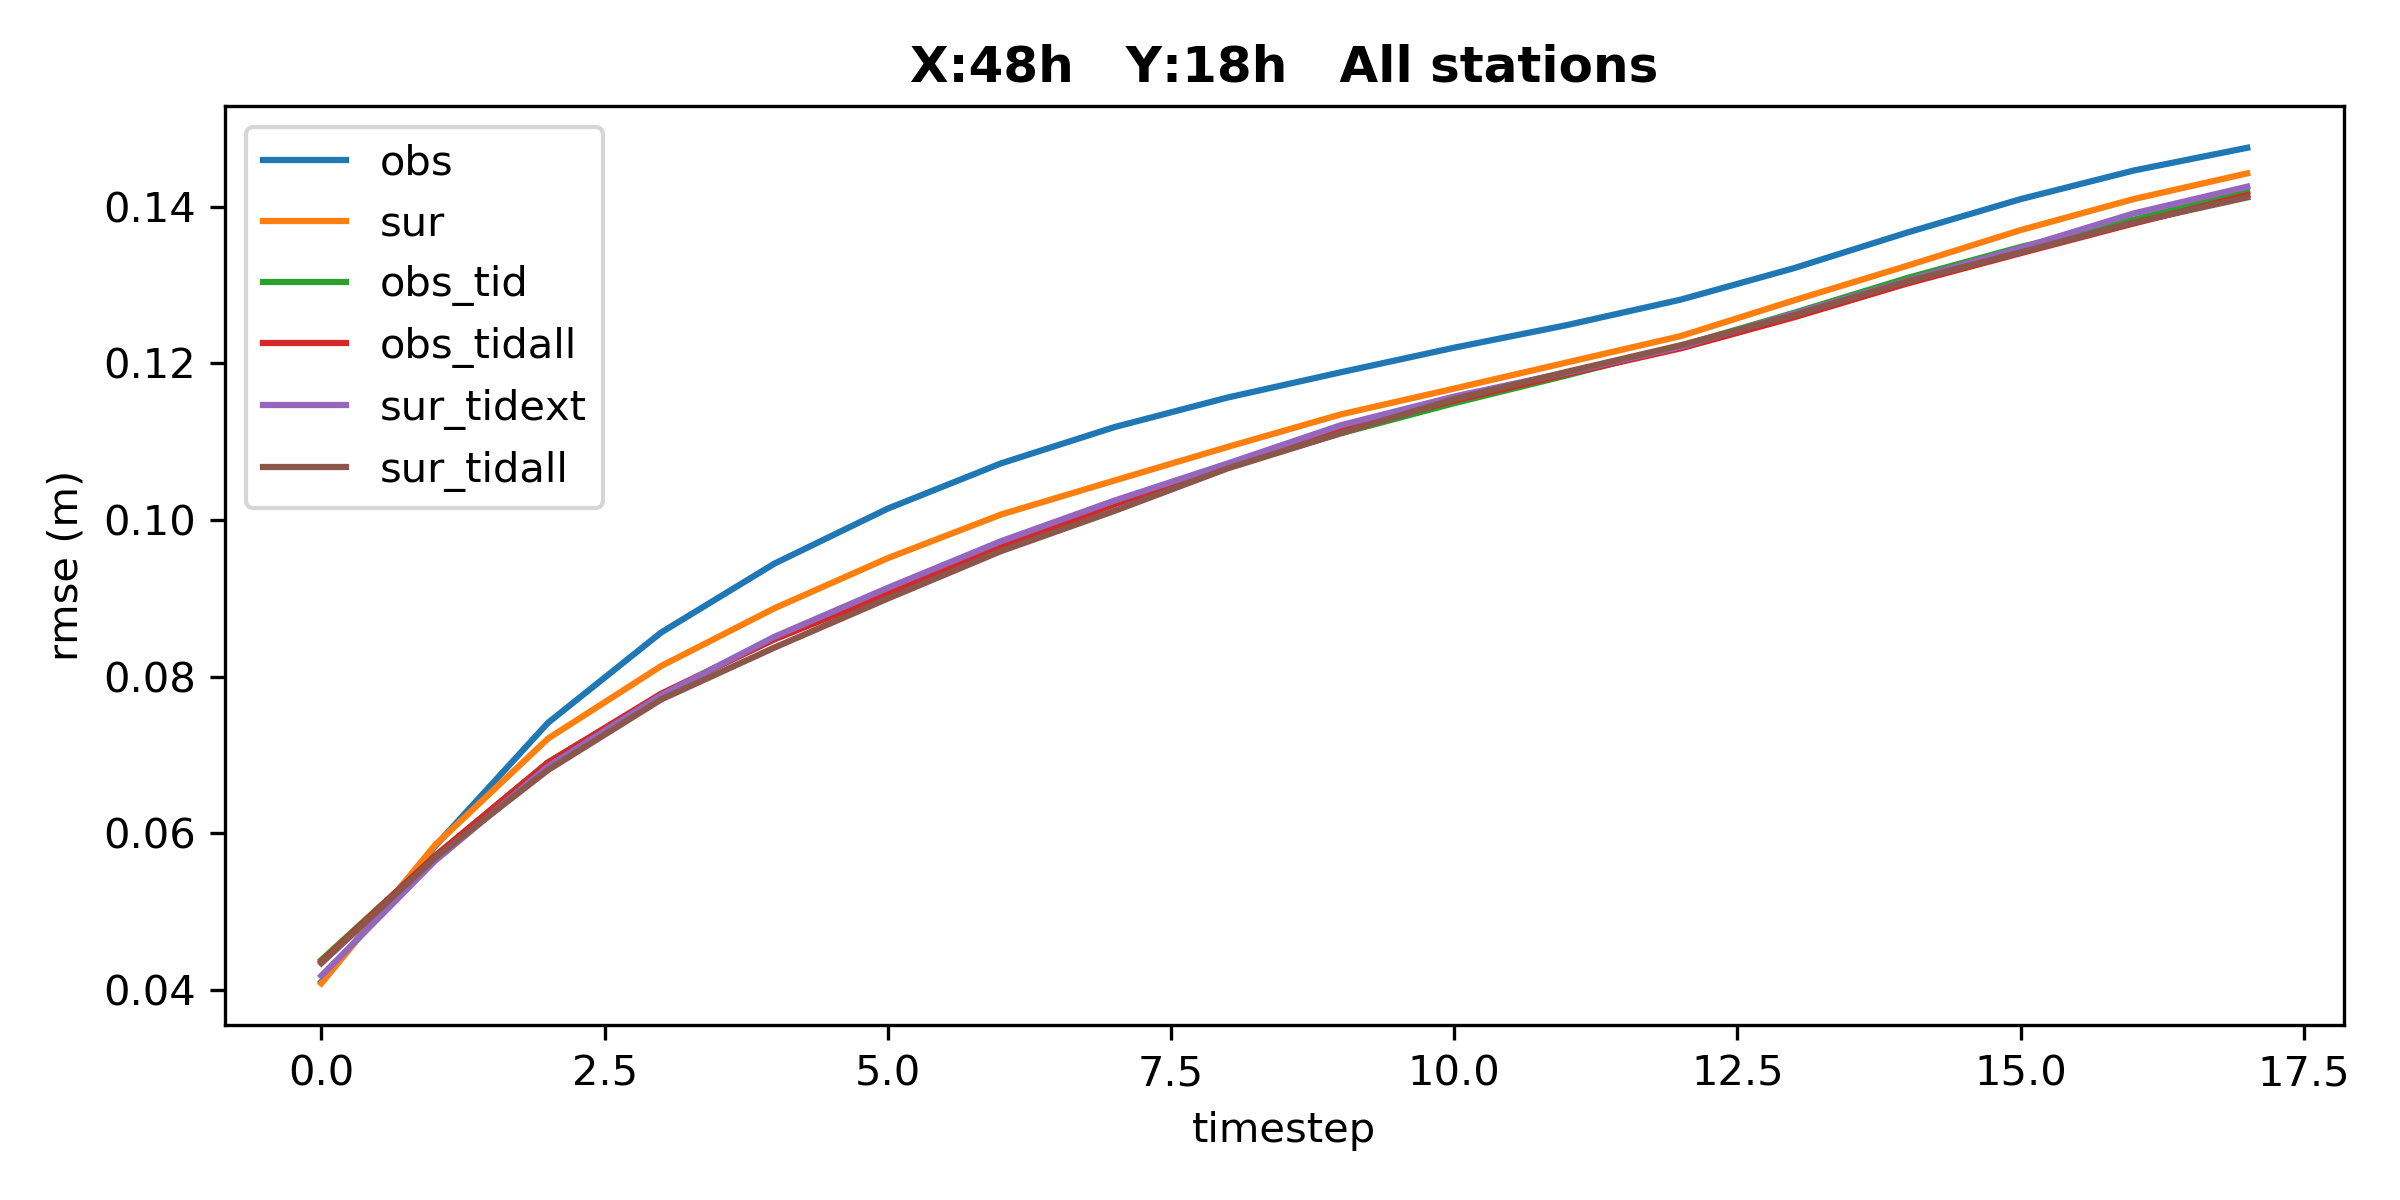 X:48h   Y:18h   All stations
obs
sur
obs_tid
obs_tidall
sur_tidext
sur_tidall
rmse (m)
0.14
0.12
0.10
0.08
0.06
0.04
0.0 2.5 5.0 7.5 10.0 12.5 15.0 17.5
timestep